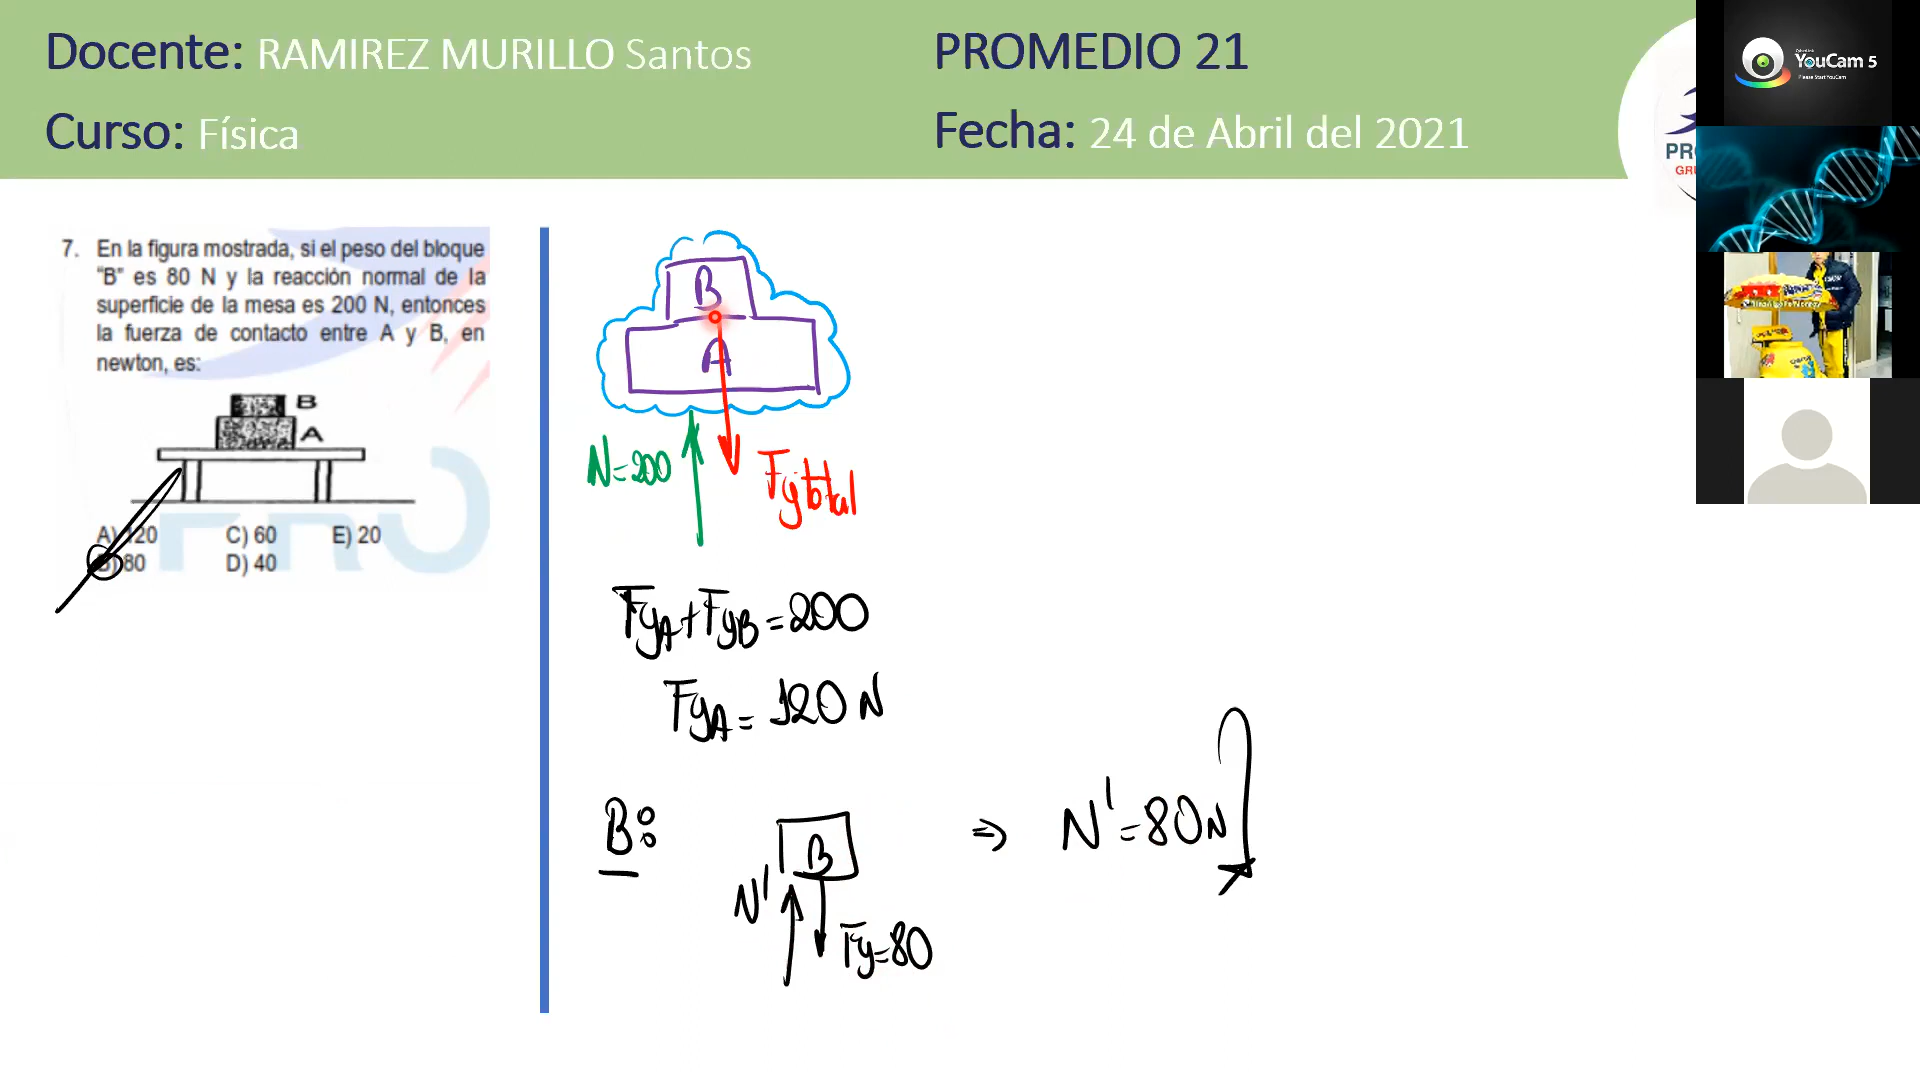 Docente: RAMIREZ MURILLO Santos
PROMEDIO 21
Curso: Física
Fecha: 24 de Abril del 2021
YouCam 5
7. En la figura mostrada, si el peso del bloque
"B" es 80 N y la reacción normal de la
superficie de la mesa es 200 N, entonces
la fuerza de contacto entre A y B, en
newton, es:
B
A
A) 120
C) 60
E) 20
B) 80
D) 40
B
A
N=200
Fg total
FgA+FgB=200
FgA=120 N
B:
B
N'
Fg=80
⇒ N'=80N